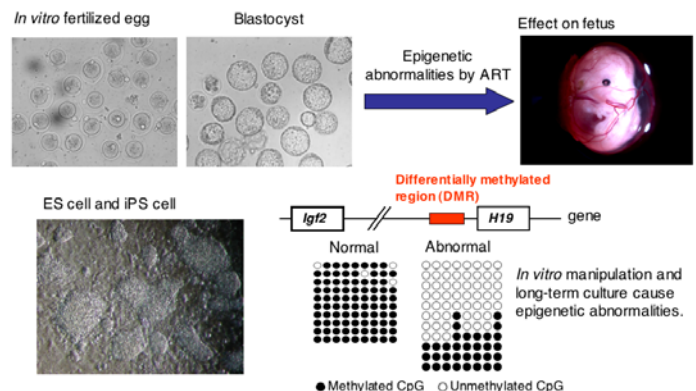 In vitro fertilized egg
Blastocyst
Effect on fetus
Epigenetic
abnormalities by ART
ES cell and iPS cell
Differentially methylated
region (DMR)
Igf2
H19
gene
Normal
Abnormal
In vitro manipulation and
long-term culture cause
epigenetic abnormalities.
Methylated CpG
Unmethylated CpG